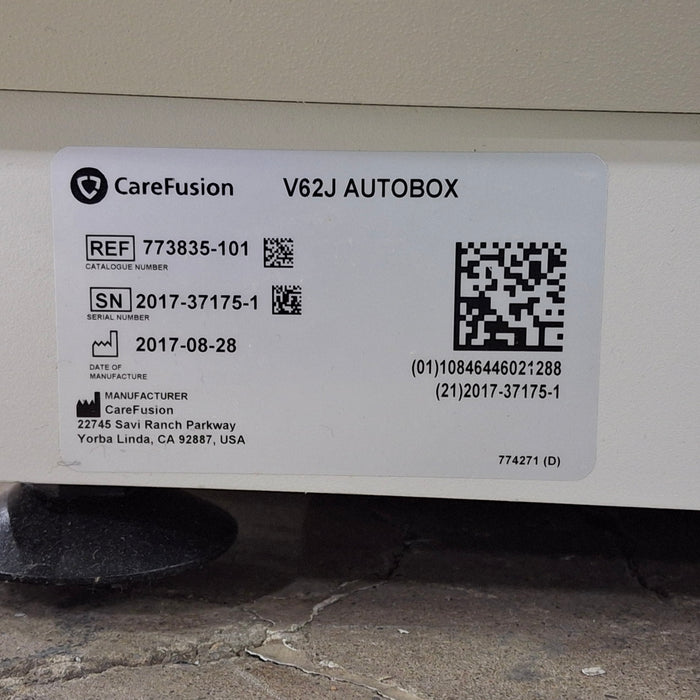 CareFusion V62J AUTOBOX
REF 773835-101
CATALOGUE NUMBER
SN 2017-37175-1
SERIAL NUMBER
2017-08-28
DATE OF
MANUFACTURE
MANUFACTURER
CareFusion
22745 Savi Ranch Parkway
Yorba Linda, CA 92887, USA
(01)10846446021288
(21)2017-37175-1
774271 (D)